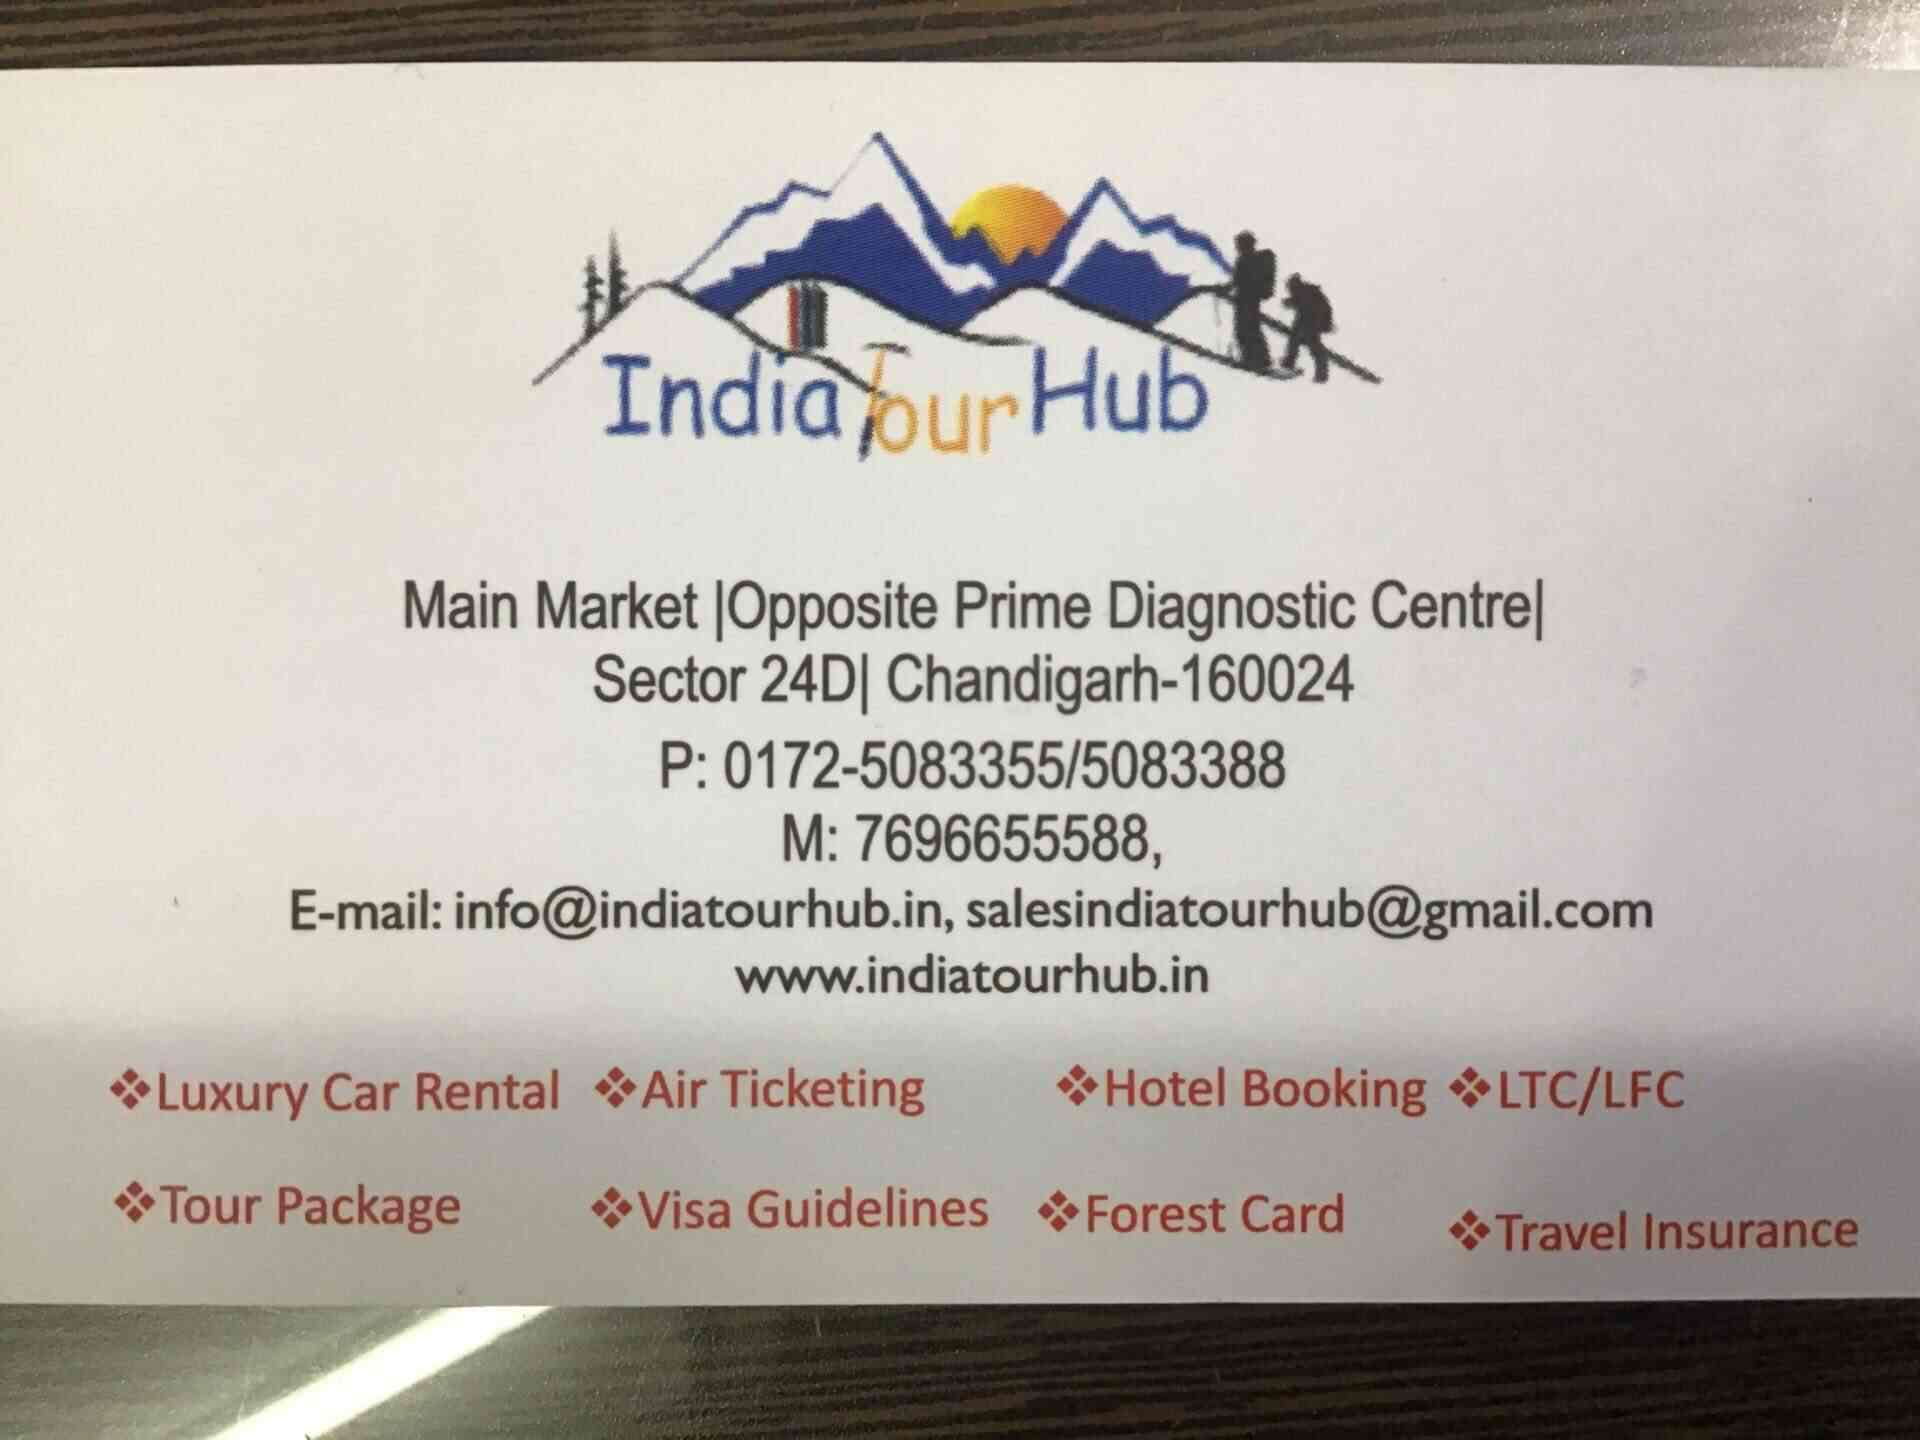 India Tour Hub
Main Market |Opposite Prime Diagnostic Centre|
Sector 24D| Chandigarh-160024
P: 0172-5083355/5083388
M: 7696655588,
E-mail: info@indiatourhub.in, salesindiatourhub@gmail.com
www.indiatourhub.in
❖Luxury Car Rental ❖Air Ticketing ❖Hotel Booking ❖LTC/LFC
❖Tour Package ❖Visa Guidelines ❖Forest Card ❖Travel Insurance